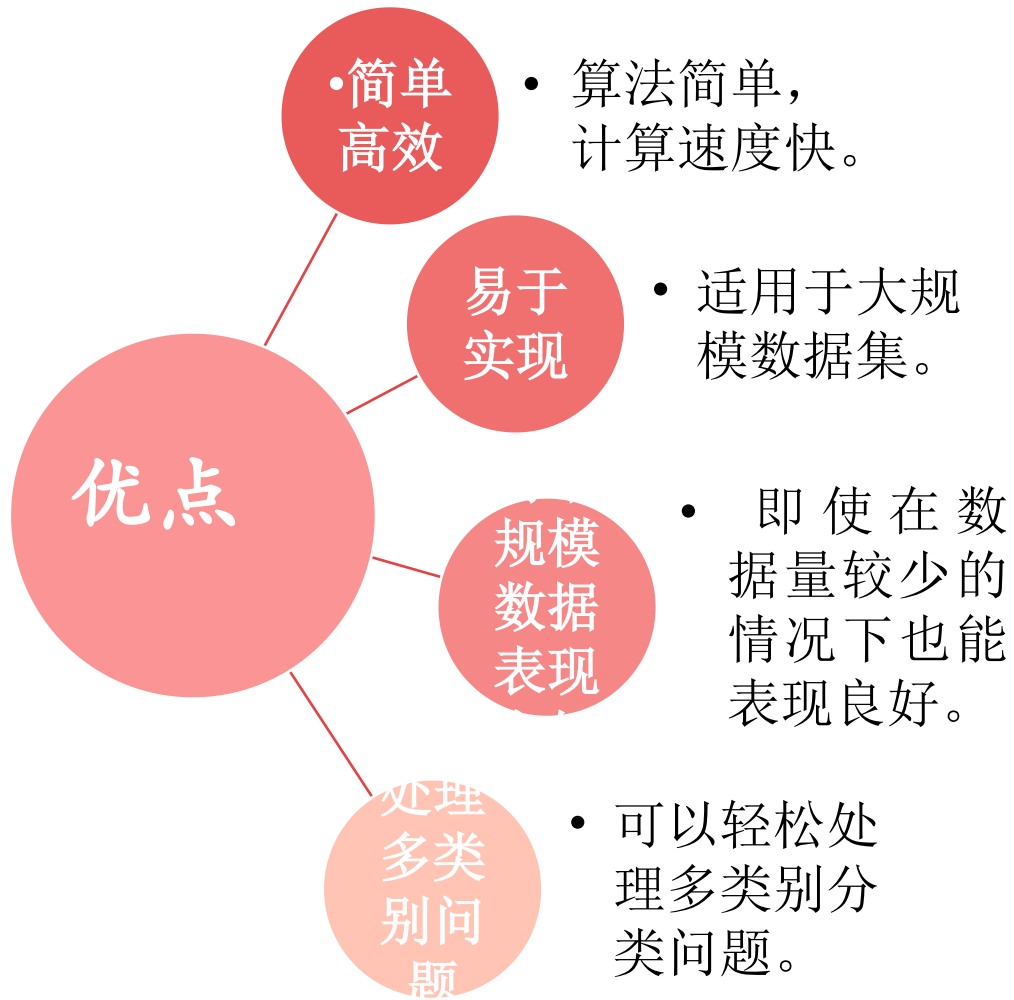 优点
•简单
高效
• 算法简单，
计算速度快。
易于
实现
• 适用于大规
模数据集。
规模
数据
表现
• 即使在数
据量较少的
情况下也能
表现良好。
处理
多类
别问
题
• 可以轻松处
理多类别分
类问题。